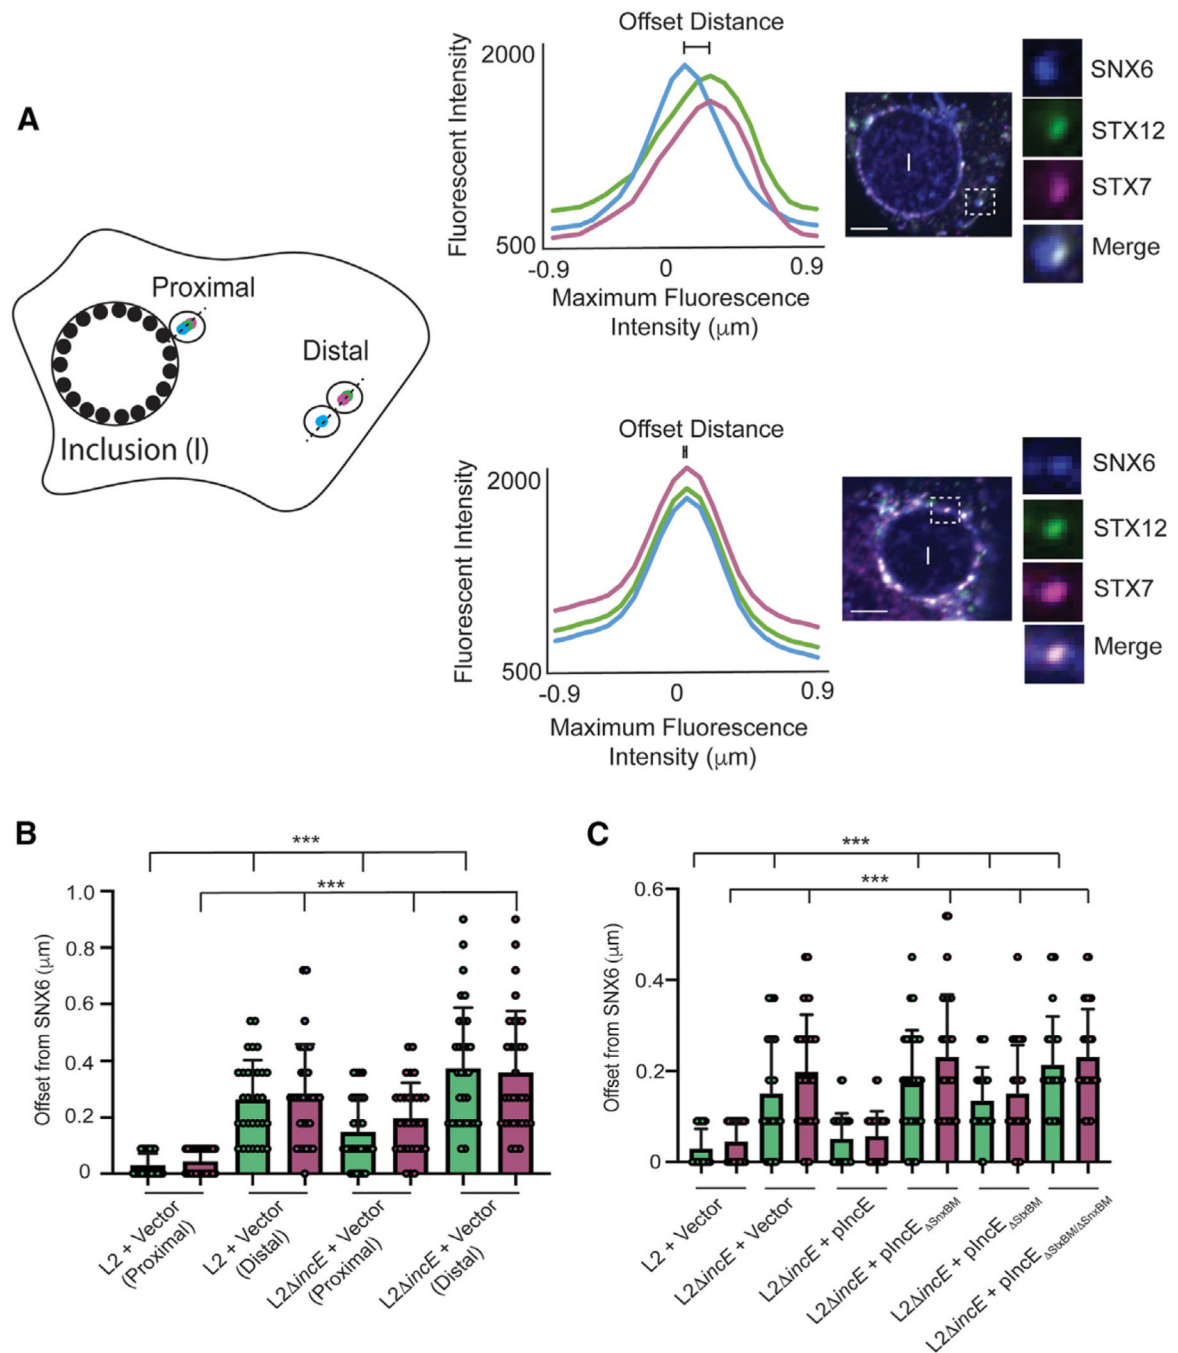 A
Proximal
Distal
Inclusion (I)
Offset Distance
Fluorescent Intensity
2000
500
-0.9
0
0.9
Maximum Fluorescence
Intensity (μm)
I
SNX6
STX12
STX7
Merge
Offset Distance
Fluorescent Intensity
2000
500
-0.9
0
0.9
Maximum Fluorescence
Intensity (μm)
I
SNX6
STX12
STX7
Merge
B
***
***
Offset from SNX6 (μm)
1.0
0.8
0.6
0.4
0.2
0
L2 + Vector
(Proximal)
L2 + Vector
(Distal)
L2ΔincE + Vector
(Proximal)
L2ΔincE + Vector
(Distal)
C
***
***
Offset from SNX6 (μm)
0.6
0.4
0.2
0
L2 + Vector
L2ΔincE + Vector
L2ΔincE + pIncE
L2ΔincE + pIncE ΔSnxBM
L2ΔincE + pIncE ΔStxBM
L2ΔincE + pIncE ΔStxBM/ΔSnxBM